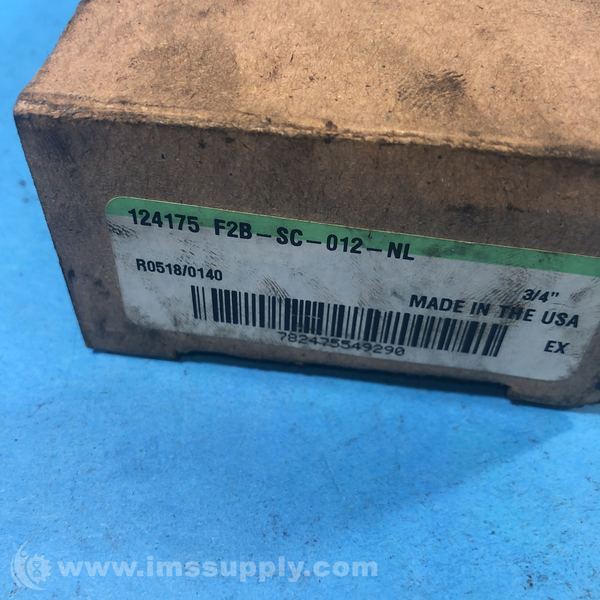 124175 F2B-SC-012-NL
R0518/0140
3/4"
MADE IN THE USA
782475549290
EX
www.imssupply.com